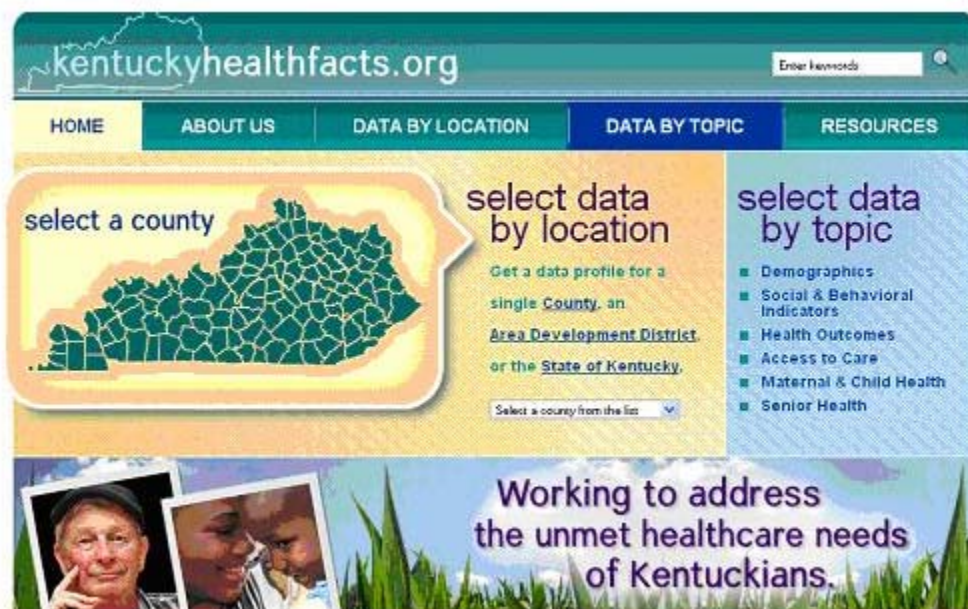 kentuckyhealthfacts.org
Enter keywords
HOME
ABOUT US
DATA BY LOCATION
DATA BY TOPIC
RESOURCES
select a county
select data
by location
Get a data profile for a
single County, an
Area Development District,
or the State of Kentucky.
Select a county from the list
select data
by topic
Demographics
Social & Behavioral
Indicators
Health Outcomes
Access to Care
Maternal & Child Health
Senior Health
Working to address
the unmet healthcare needs
of Kentuckians.